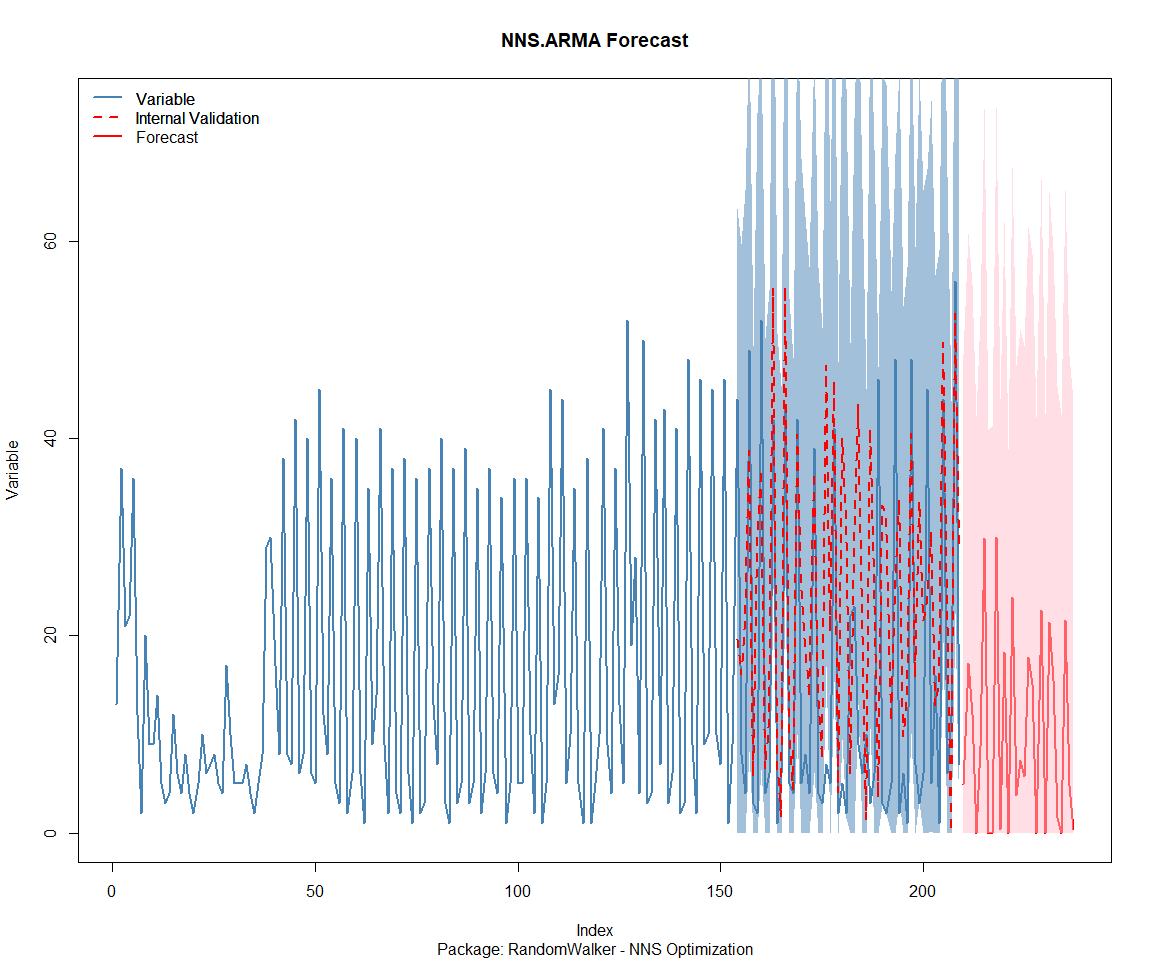 NNS.ARMA Forecast
Variable
Internal Validation
Forecast
Variable
60
40
20
0
0
50
100
150
200
Index
Package: RandomWalker - NNS Optimization